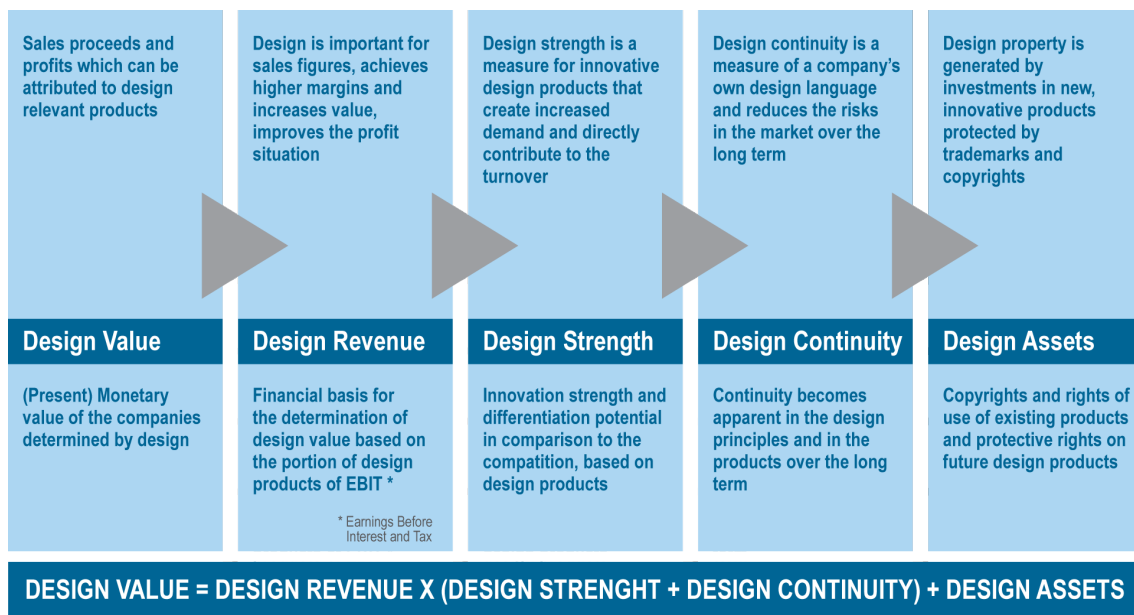 Sales proceeds and
profits which can be
attributed to design
relevant products
Design is important for
sales figures, achieves
higher margins and
increases value,
improves the profit
situation
Design strength is a
measure for innovative
design products that
create increased
demand and directly
contribute to the
turnover
Design continuity is a
measure of a company's
own design language
and reduces the risks
in the market over the
long term
Design property is
generated by
investments in new,
innovative products
protected by
trademarks and
copyrights
Design Value
Design Revenue
Design Strength
Design Continuity
Design Assets
(Present) Monetary
value of the companies
determined by design
Financial basis for
the determination of
design value based on
the portion of design
products of EBIT *
* Earnings Before
Interest and Tax
Innovation strength and
differentiation potential
in comparison to the
compatition, based on
design products
Continuity becomes
apparent in the design
principles and in the
products over the long
term
Copyrights and rights of
use of existing products
and protective rights on
future design products
DESIGN VALUE = DESIGN REVENUE X (DESIGN STRENGHT + DESIGN CONTINUITY) + DESIGN ASSETS